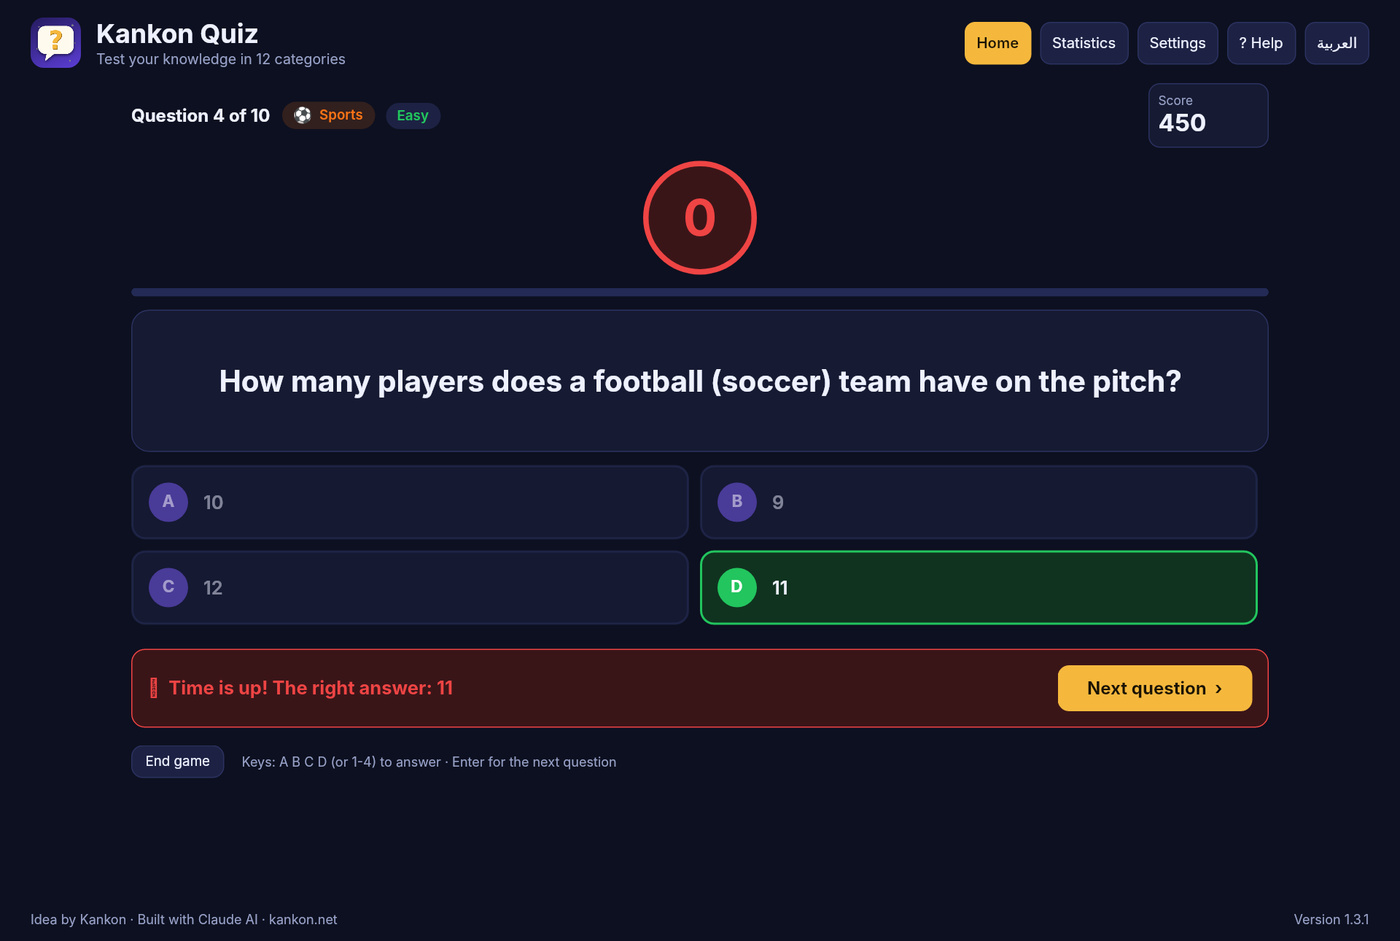 Kankon Quiz
Test your knowledge in 12 categories
Home
Statistics
Settings
? Help
العربية
Question 4 of 10
Sports
Easy
Score
450
0
How many players does a football (soccer) team have on the pitch?
A 10
B 9
C 12
D 11
Time is up! The right answer: 11
Next question ›
End game
Keys: A B C D (or 1-4) to answer · Enter for the next question
Idea by Kankon · Built with Claude AI · kankon.net
Version 1.3.1